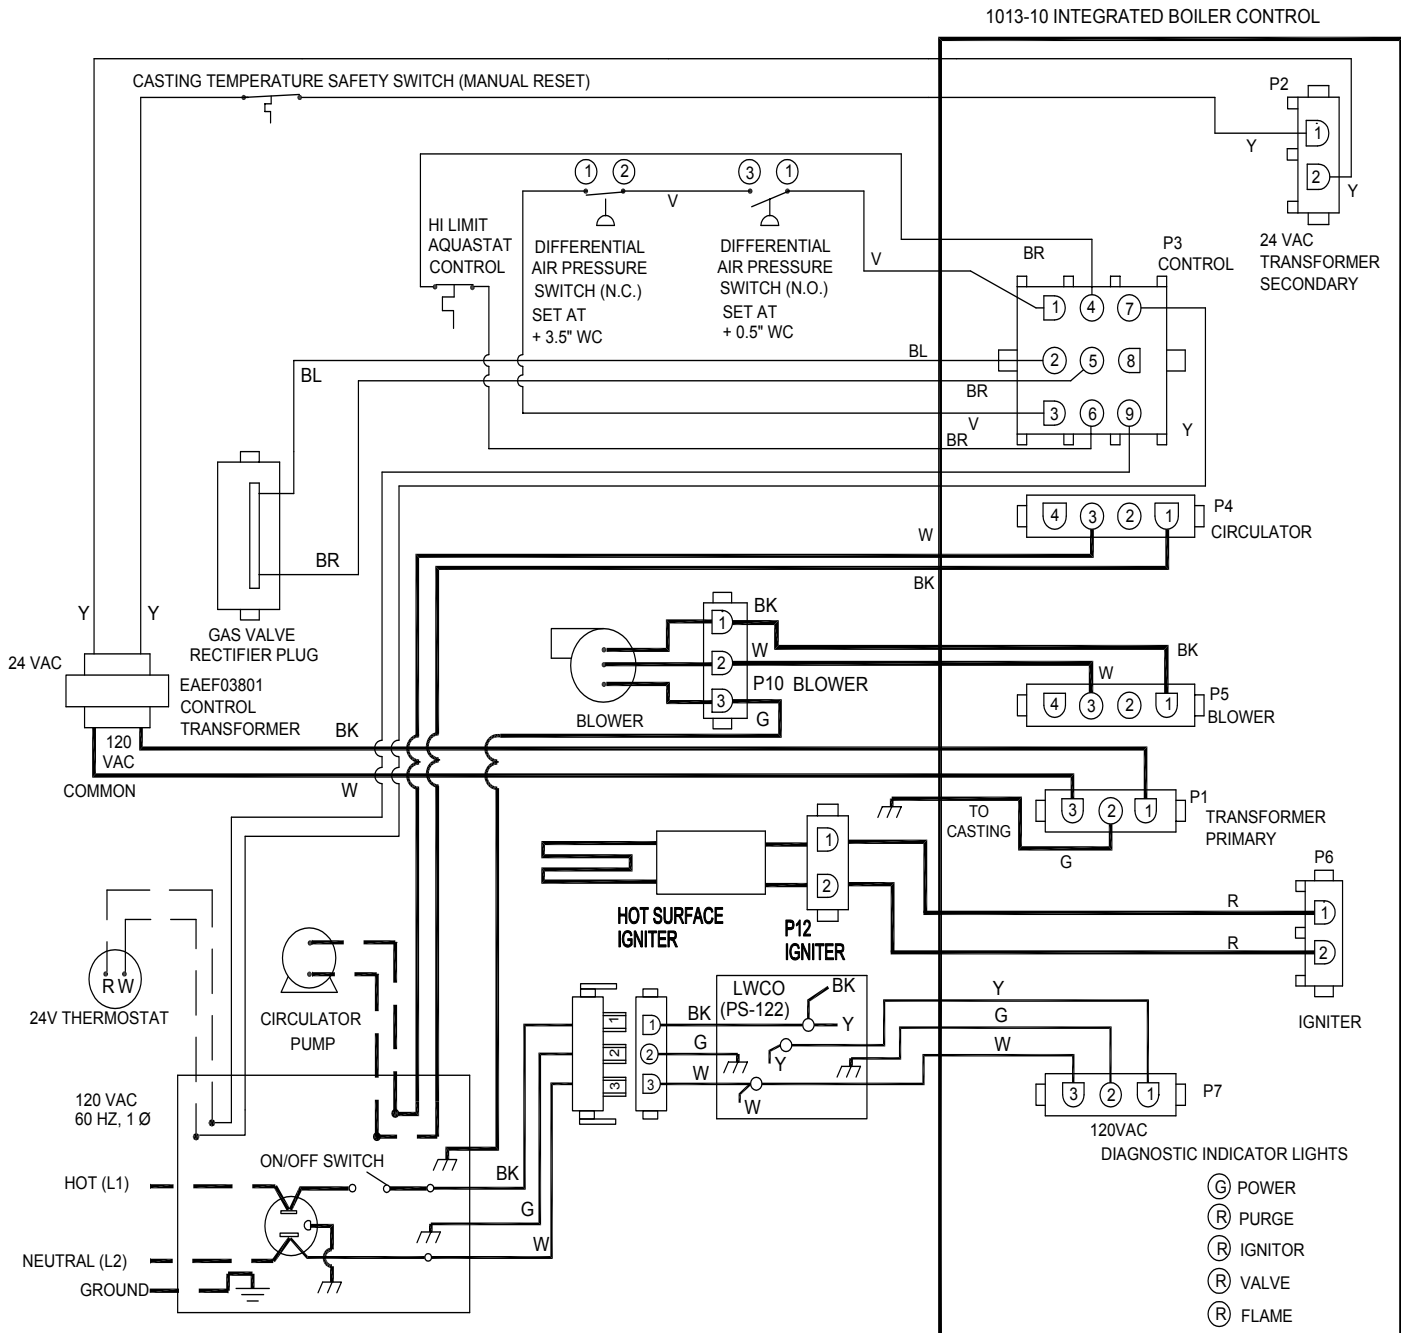 1013-10 INTEGRATED BOILER CONTROL
CASTING TEMPERATURE SAFETY SWITCH (MANUAL RESET)
P2
1
Y
2
Y
24 VAC
TRANSFORMER
SECONDARY
1 2
3 1
V
HI LIMIT
AQUASTAT
CONTROL
DIFFERENTIAL
AIR PRESSURE
SWITCH (N.C.)
SET AT
+ 3.5" WC
DIFFERENTIAL
AIR PRESSURE
SWITCH (N.O.)
SET AT
+ 0.5" WC
V
BR
P3
CONTROL
1 4 7
2 5 8
3 6 9
BL
BL
BR
V
BR
Y
BR
GAS VALVE
RECTIFIER PLUG
Y Y
24 VAC
EAEF03801
CONTROL
TRANSFORMER
120
VAC
COMMON
4 3 2 1
P4
CIRCULATOR
W
BK
BK
1
W
2
P10 BLOWER
3
G
BLOWER
BK
W
4 3 2 1
P5
BLOWER
BK
W
TO
CASTING
3 2 1
P1
TRANSFORMER
PRIMARY
G
HOT SURFACE
IGNITER
1
2
P12
IGNITER
P6
R
1
R
2
IGNITER
R W
24V THERMOSTAT
CIRCULATOR
PUMP
1
2
3
1
2
3
BK
G
W
LWCO
(PS-122)
BK
Y
Y
W
Y
G
W
3 2 1
P7
120VAC
120 VAC
60 HZ, 1 Ø
ON/OFF SWITCH
HOT (L1)
BK
G
W
NEUTRAL (L2)
GROUND
DIAGNOSTIC INDICATOR LIGHTS
G POWER
R PURGE
R IGNITOR
R VALVE
R FLAME